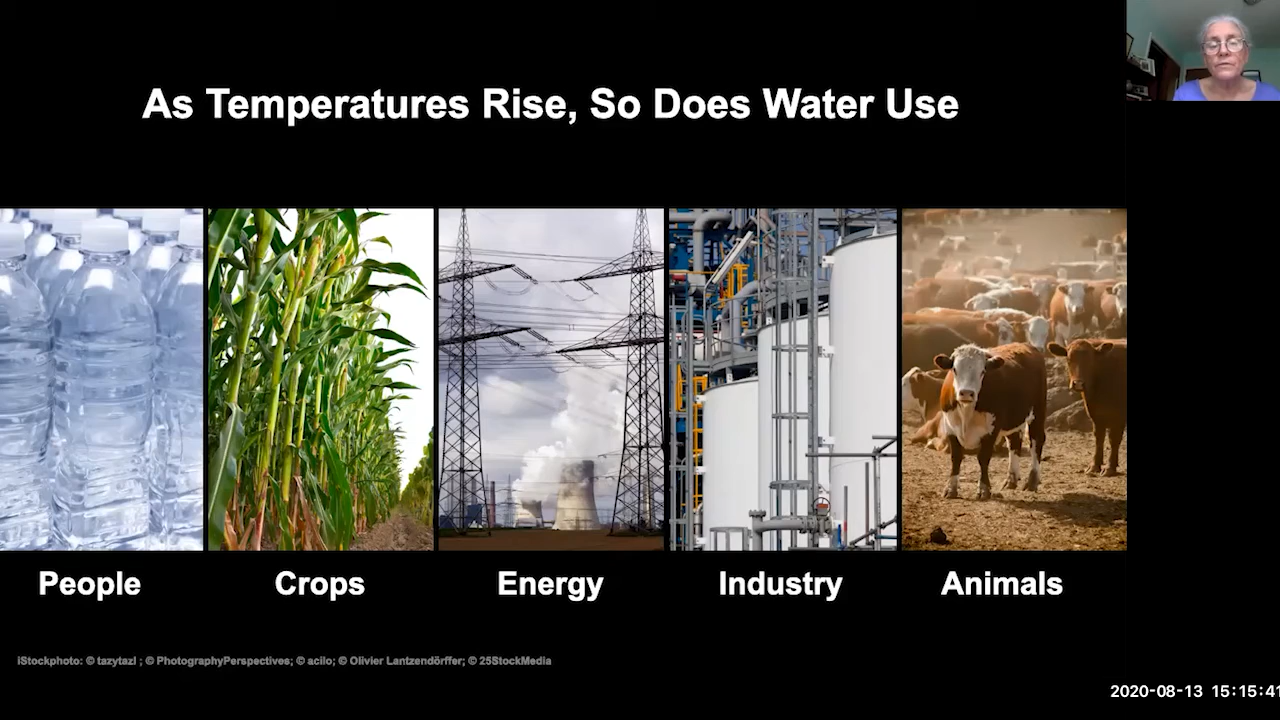 As Temperatures Rise, So Does Water Use
People Crops Energy Industry Animals
iStockphoto: © tazytazl ; © PhotographyPerspectives; © acilo; © Olivier Lantzendörffer; © 25StockMedia
2020-08-13 15:15:41